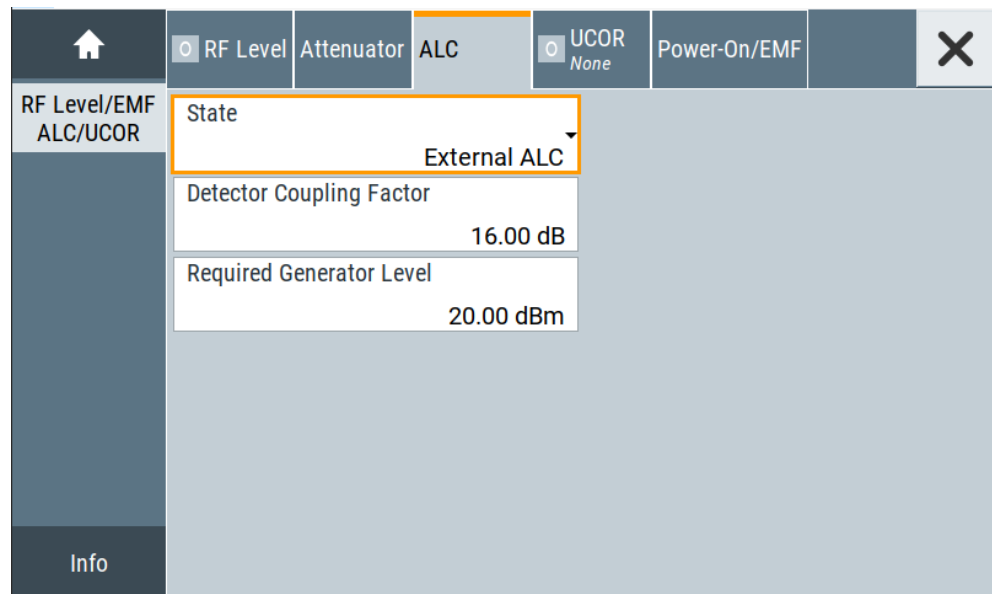 RF Level
Attenuator
ALC
UCOR
None
Power-On/EMF
RF Level/EMF
ALC/UCOR
State
External ALC
Detector Coupling Factor
16.00 dB
Required Generator Level
20.00 dBm
Info